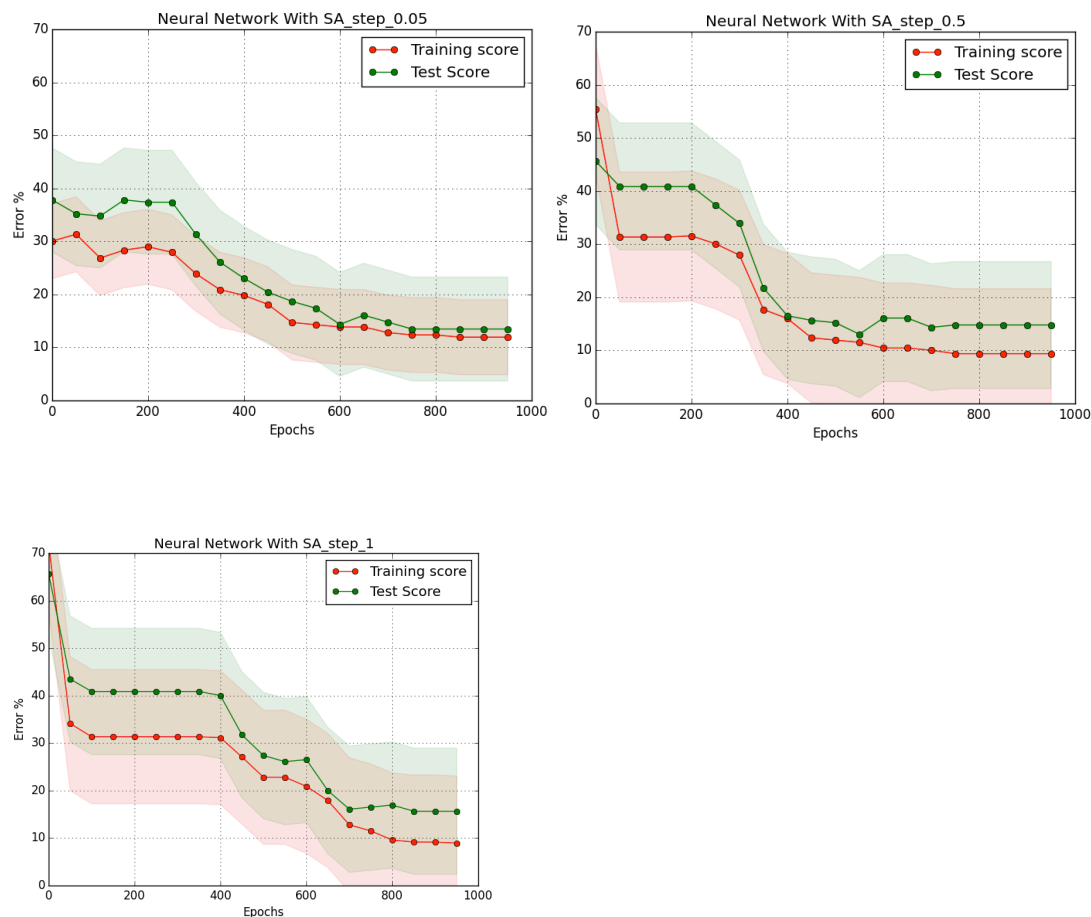 Neural Network With SA_step_0.05
70
60
50
40
30
20
10
0
Error %
Training score
Test Score
0 200 400 600 800 1000
Epochs
Neural Network With SA_step_0.5
70
60
50
40
30
20
10
0
Error %
Training score
Test Score
0 200 400 600 800 1000
Epochs
Neural Network With SA_step_1
70
60
50
40
30
20
10
0
Error %
Training score
Test Score
0 200 400 600 800 1000
Epochs